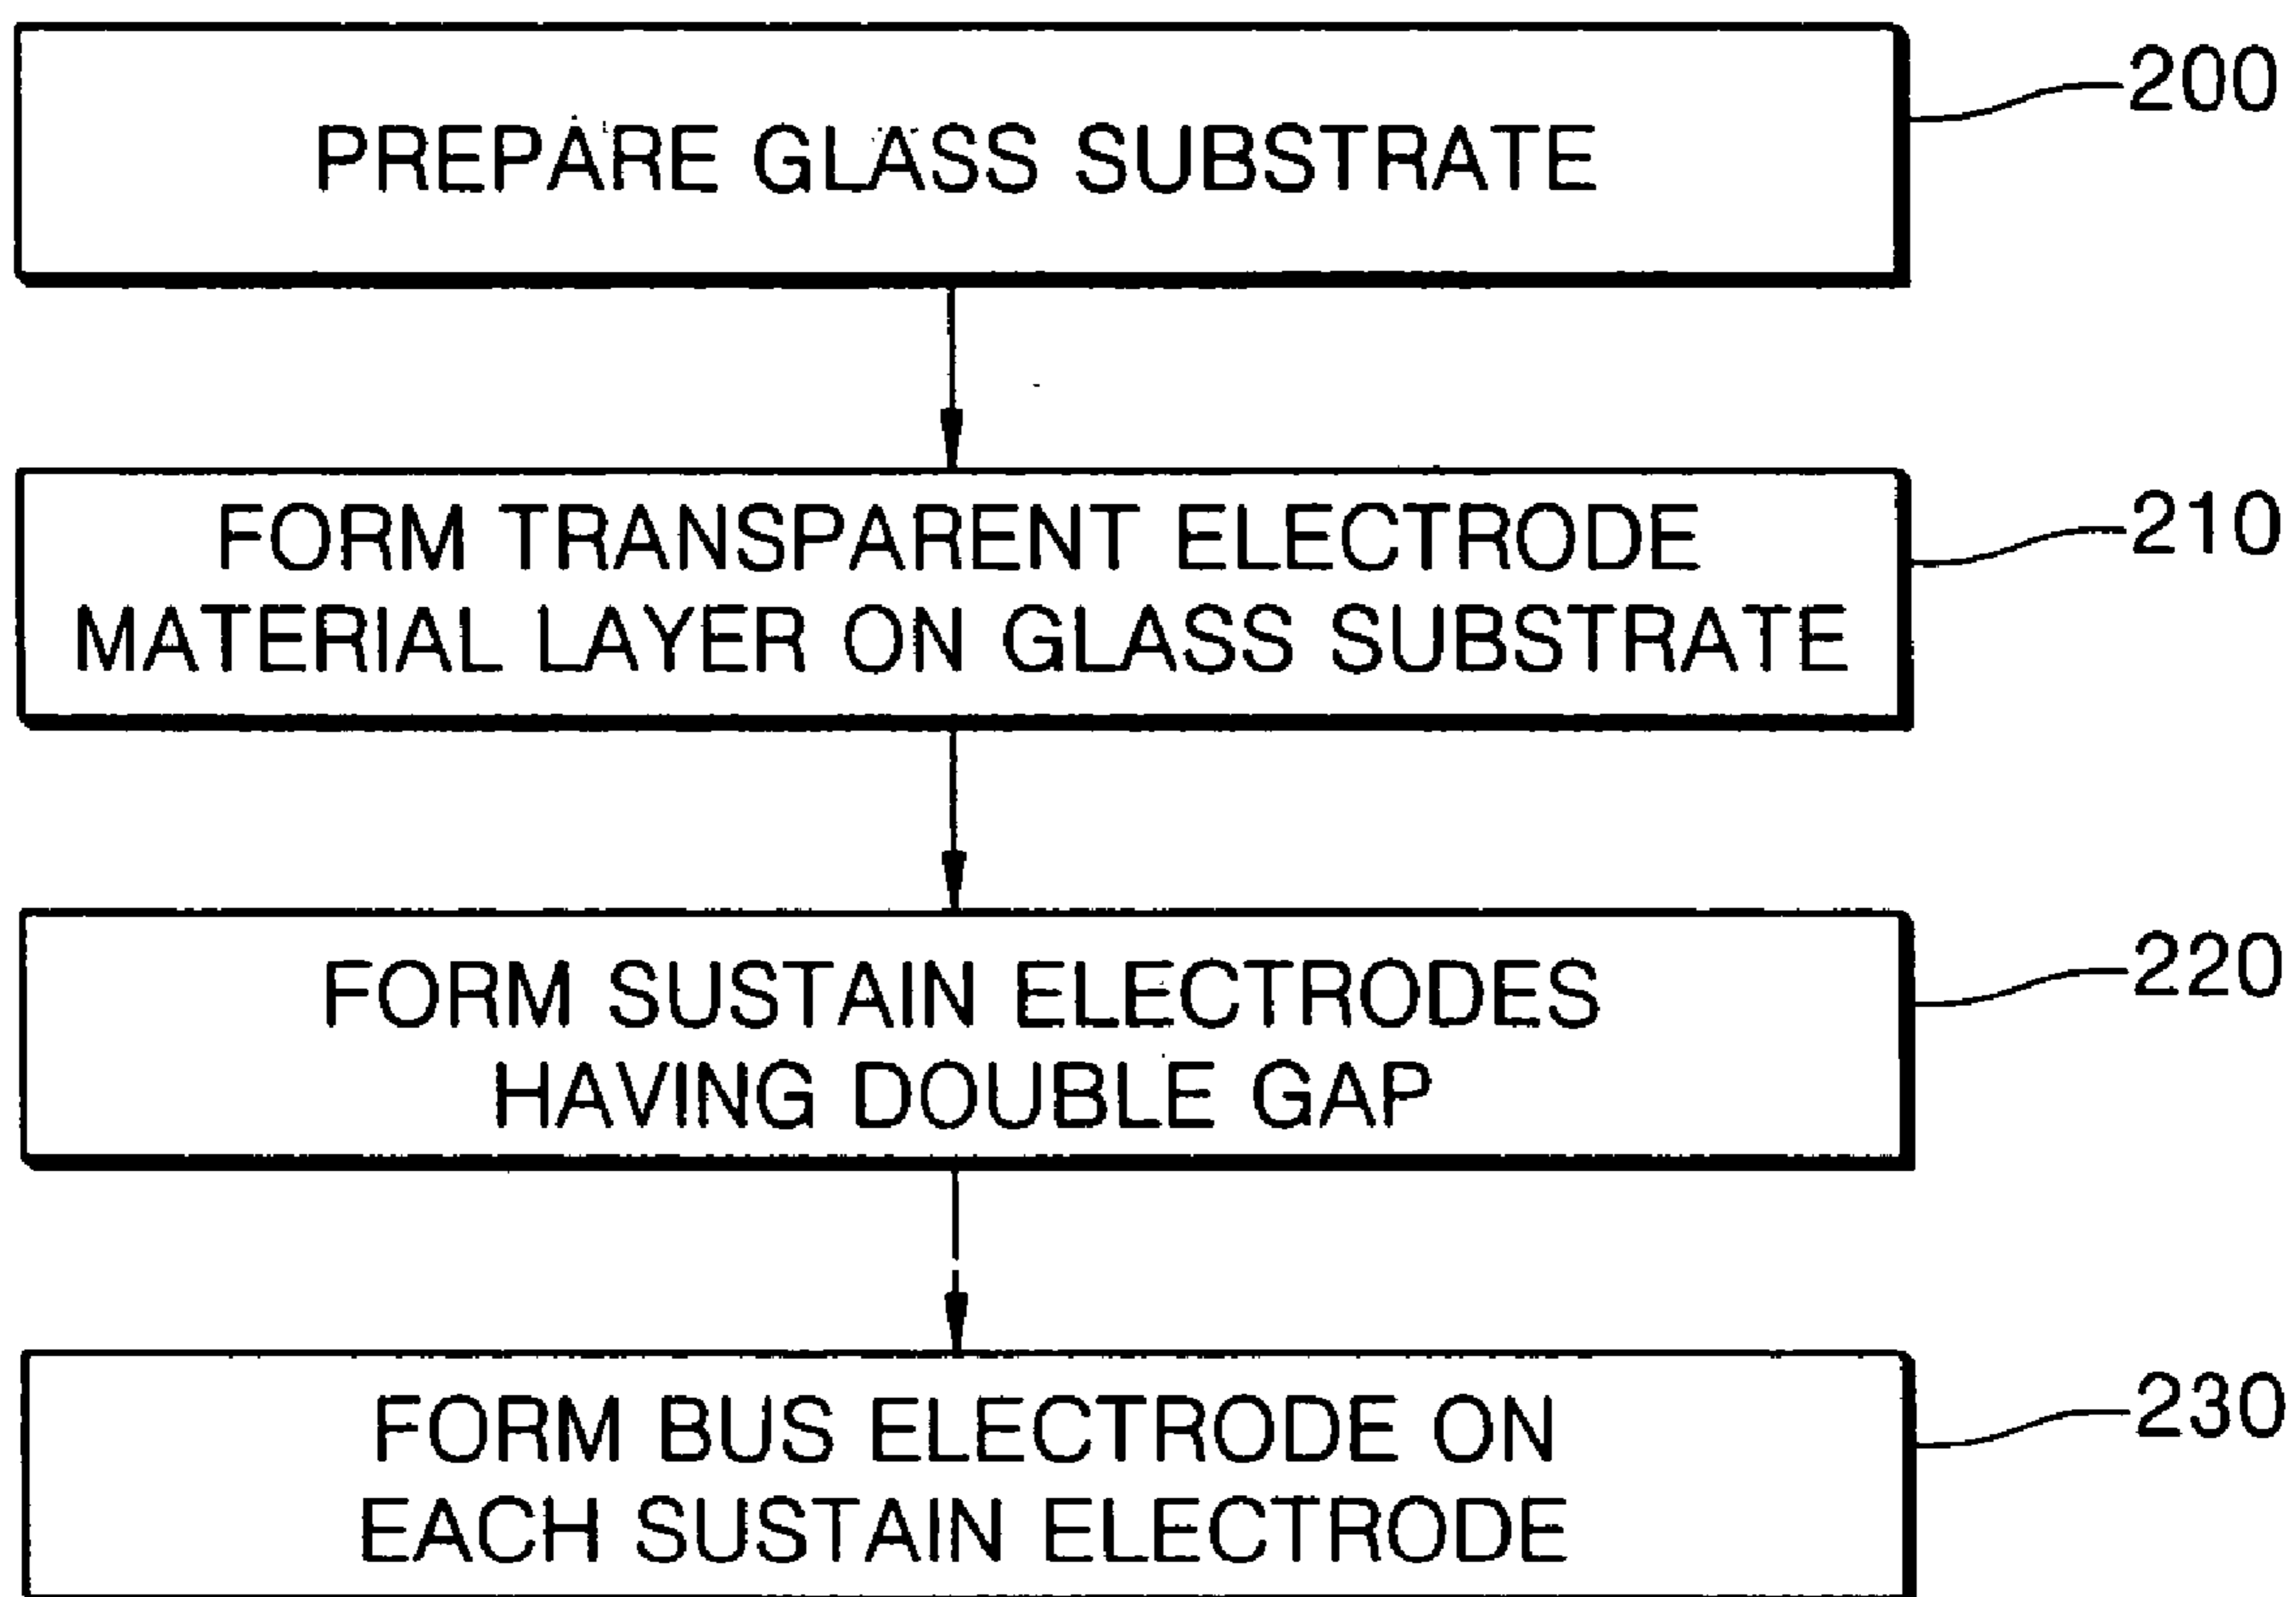 PREPARE GLASS SUBSTRATE
200
FORM TRANSPARENT ELECTRODE
MATERIAL LAYER ON GLASS SUBSTRATE
210
FORM SUSTAIN ELECTRODES
HAVING DOUBLE GAP
220
FORM BUS ELECTRODE ON
EACH SUSTAIN ELECTRODE
230